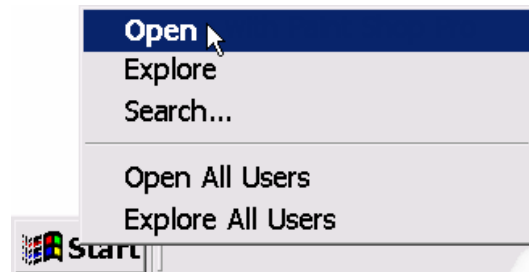 Open
Explore
Search...
Open All Users
Explore All Users
Start